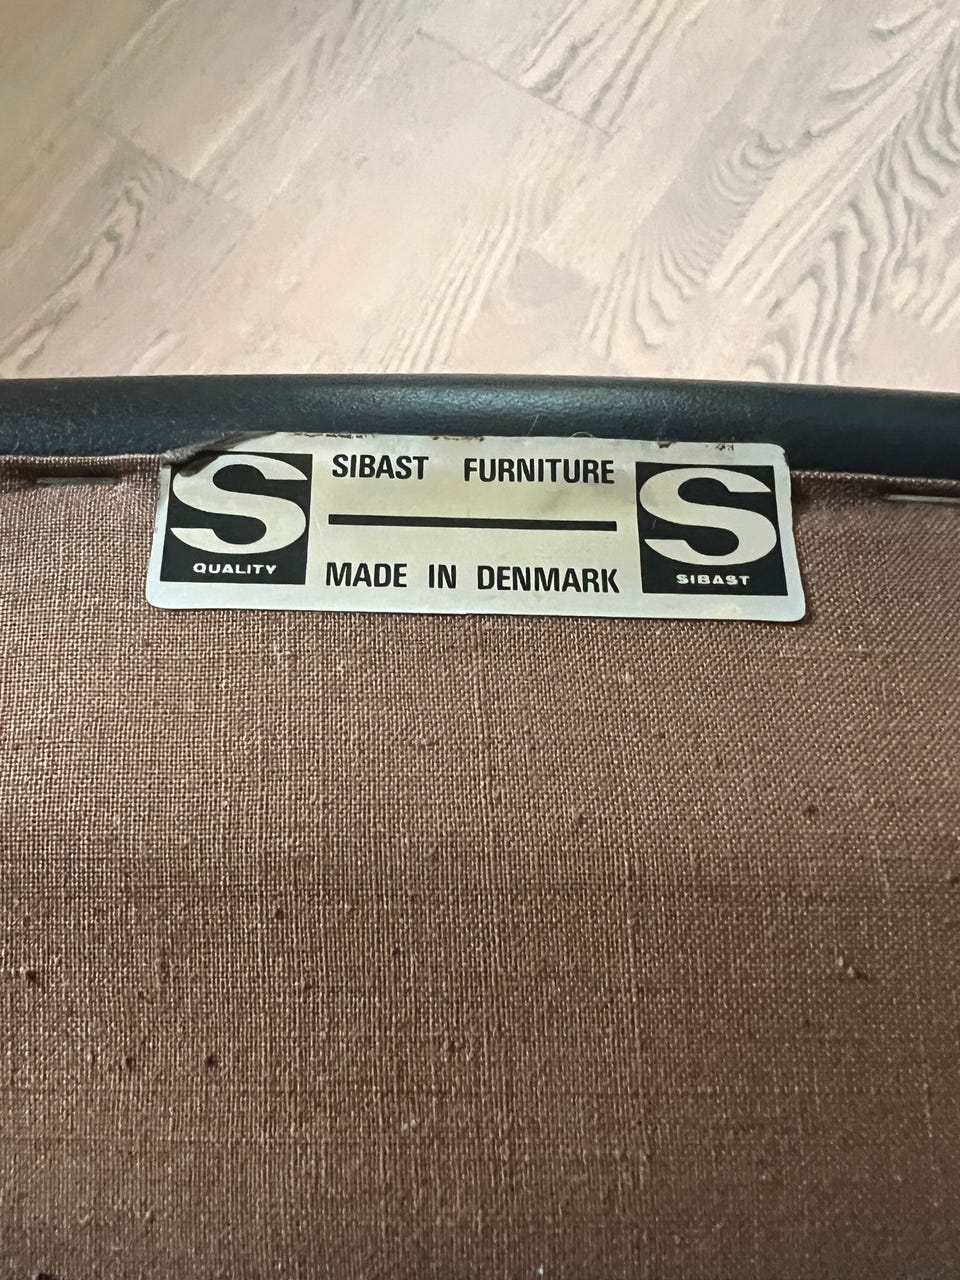 S
QUALITY
SIBAST FURNITURE
MADE IN DENMARK
S
SIBAST